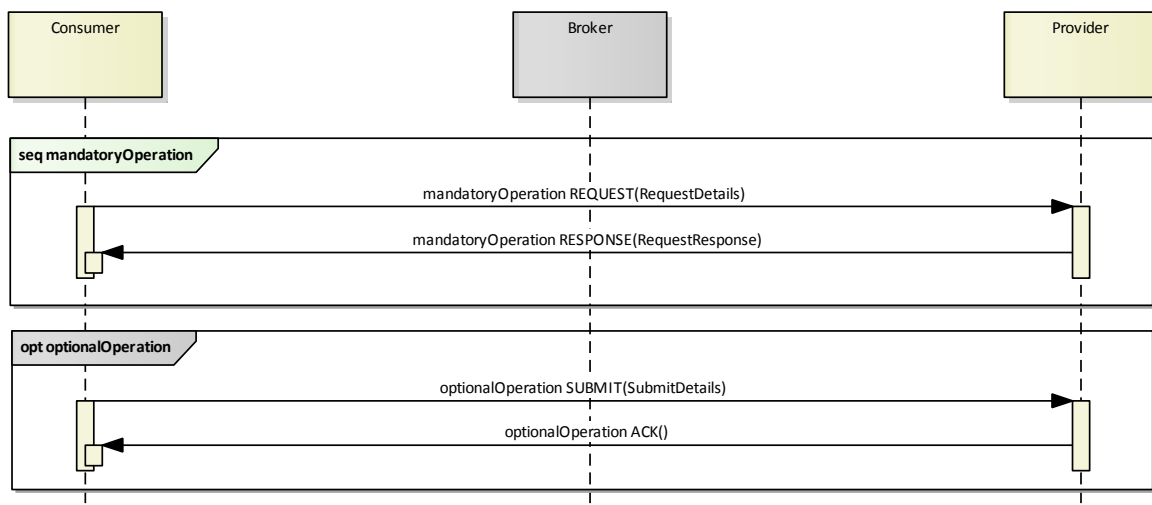 Consumer
Broker
Provider
seq mandatoryOperation
mandatoryOperation REQUEST(RequestDetails)
mandatoryOperation RESPONSE(RequestResponse)
opt optionalOperation
optionalOperation SUBMIT(SubmitDetails)
optionalOperation ACK()